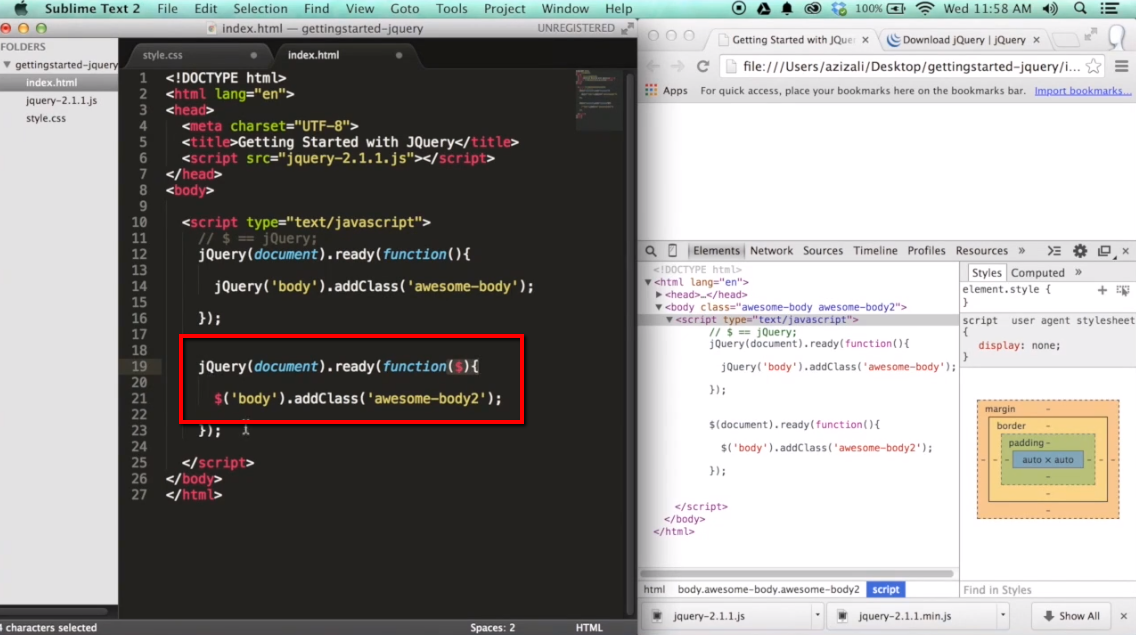 Sublime Text 2 File Edit Selection Find View Goto Tools Project Window Help 100% Wed 11:58 AM
index.html — gettingstarted-jquery UNREGISTERED
FOLDERS
gettingstarted-jquery
index.html
jquery-2.1.1.js
style.css
style.css index.html
1 <!DOCTYPE html>
2 <html lang="en">
3 <head>
4 <meta charset="UTF-8">
5 <title>Getting Started with JQuery</title>
6 <script src="jquery-2.1.1.js"></script>
7 </head>
8 <body>
9
10 <script type="text/javascript">
11 // $ == jQuery;
12 jQuery(document).ready(function(){
13
14 jQuery('body').addClass('awesome-body');
15
16 });
17
18
19 jQuery(document).ready(function($){
20
21 $('body').addClass('awesome-body2');
22
23 });
24
25 </script>
26 </body>
27 </html>
characters selected Spaces: 2 HTML
Getting Started with JQue × Download jQuery | jQuery ×
file:///Users/azizali/Desktop/gettingstarted-jquery/i...
Apps For quick access, place your bookmarks here on the bookmarks bar. Import bookmarks...
Elements Network Sources Timeline Profiles Resources » ×
<!DOCTYPE html>
<html lang="en">
<head>…</head>
<body class="awesome-body awesome-body2">
<script type="text/javascript">
// $ == jQuery;
jQuery(document).ready(function(){
jQuery('body').addClass('awesome-body');
});
$(document).ready(function(){
$('body').addClass('awesome-body2');
});
</script>
</body>
</html>
html body.awesome-body.awesome-body2 script
Styles Computed »
element.style {
}
script user agent stylesheet
{
display: none;
}
margin -
border -
padding -
- - - auto × auto - - -
-
-
-
Find in Styles
jquery-2.1.1.js jquery-2.1.1.min.js Show All ×